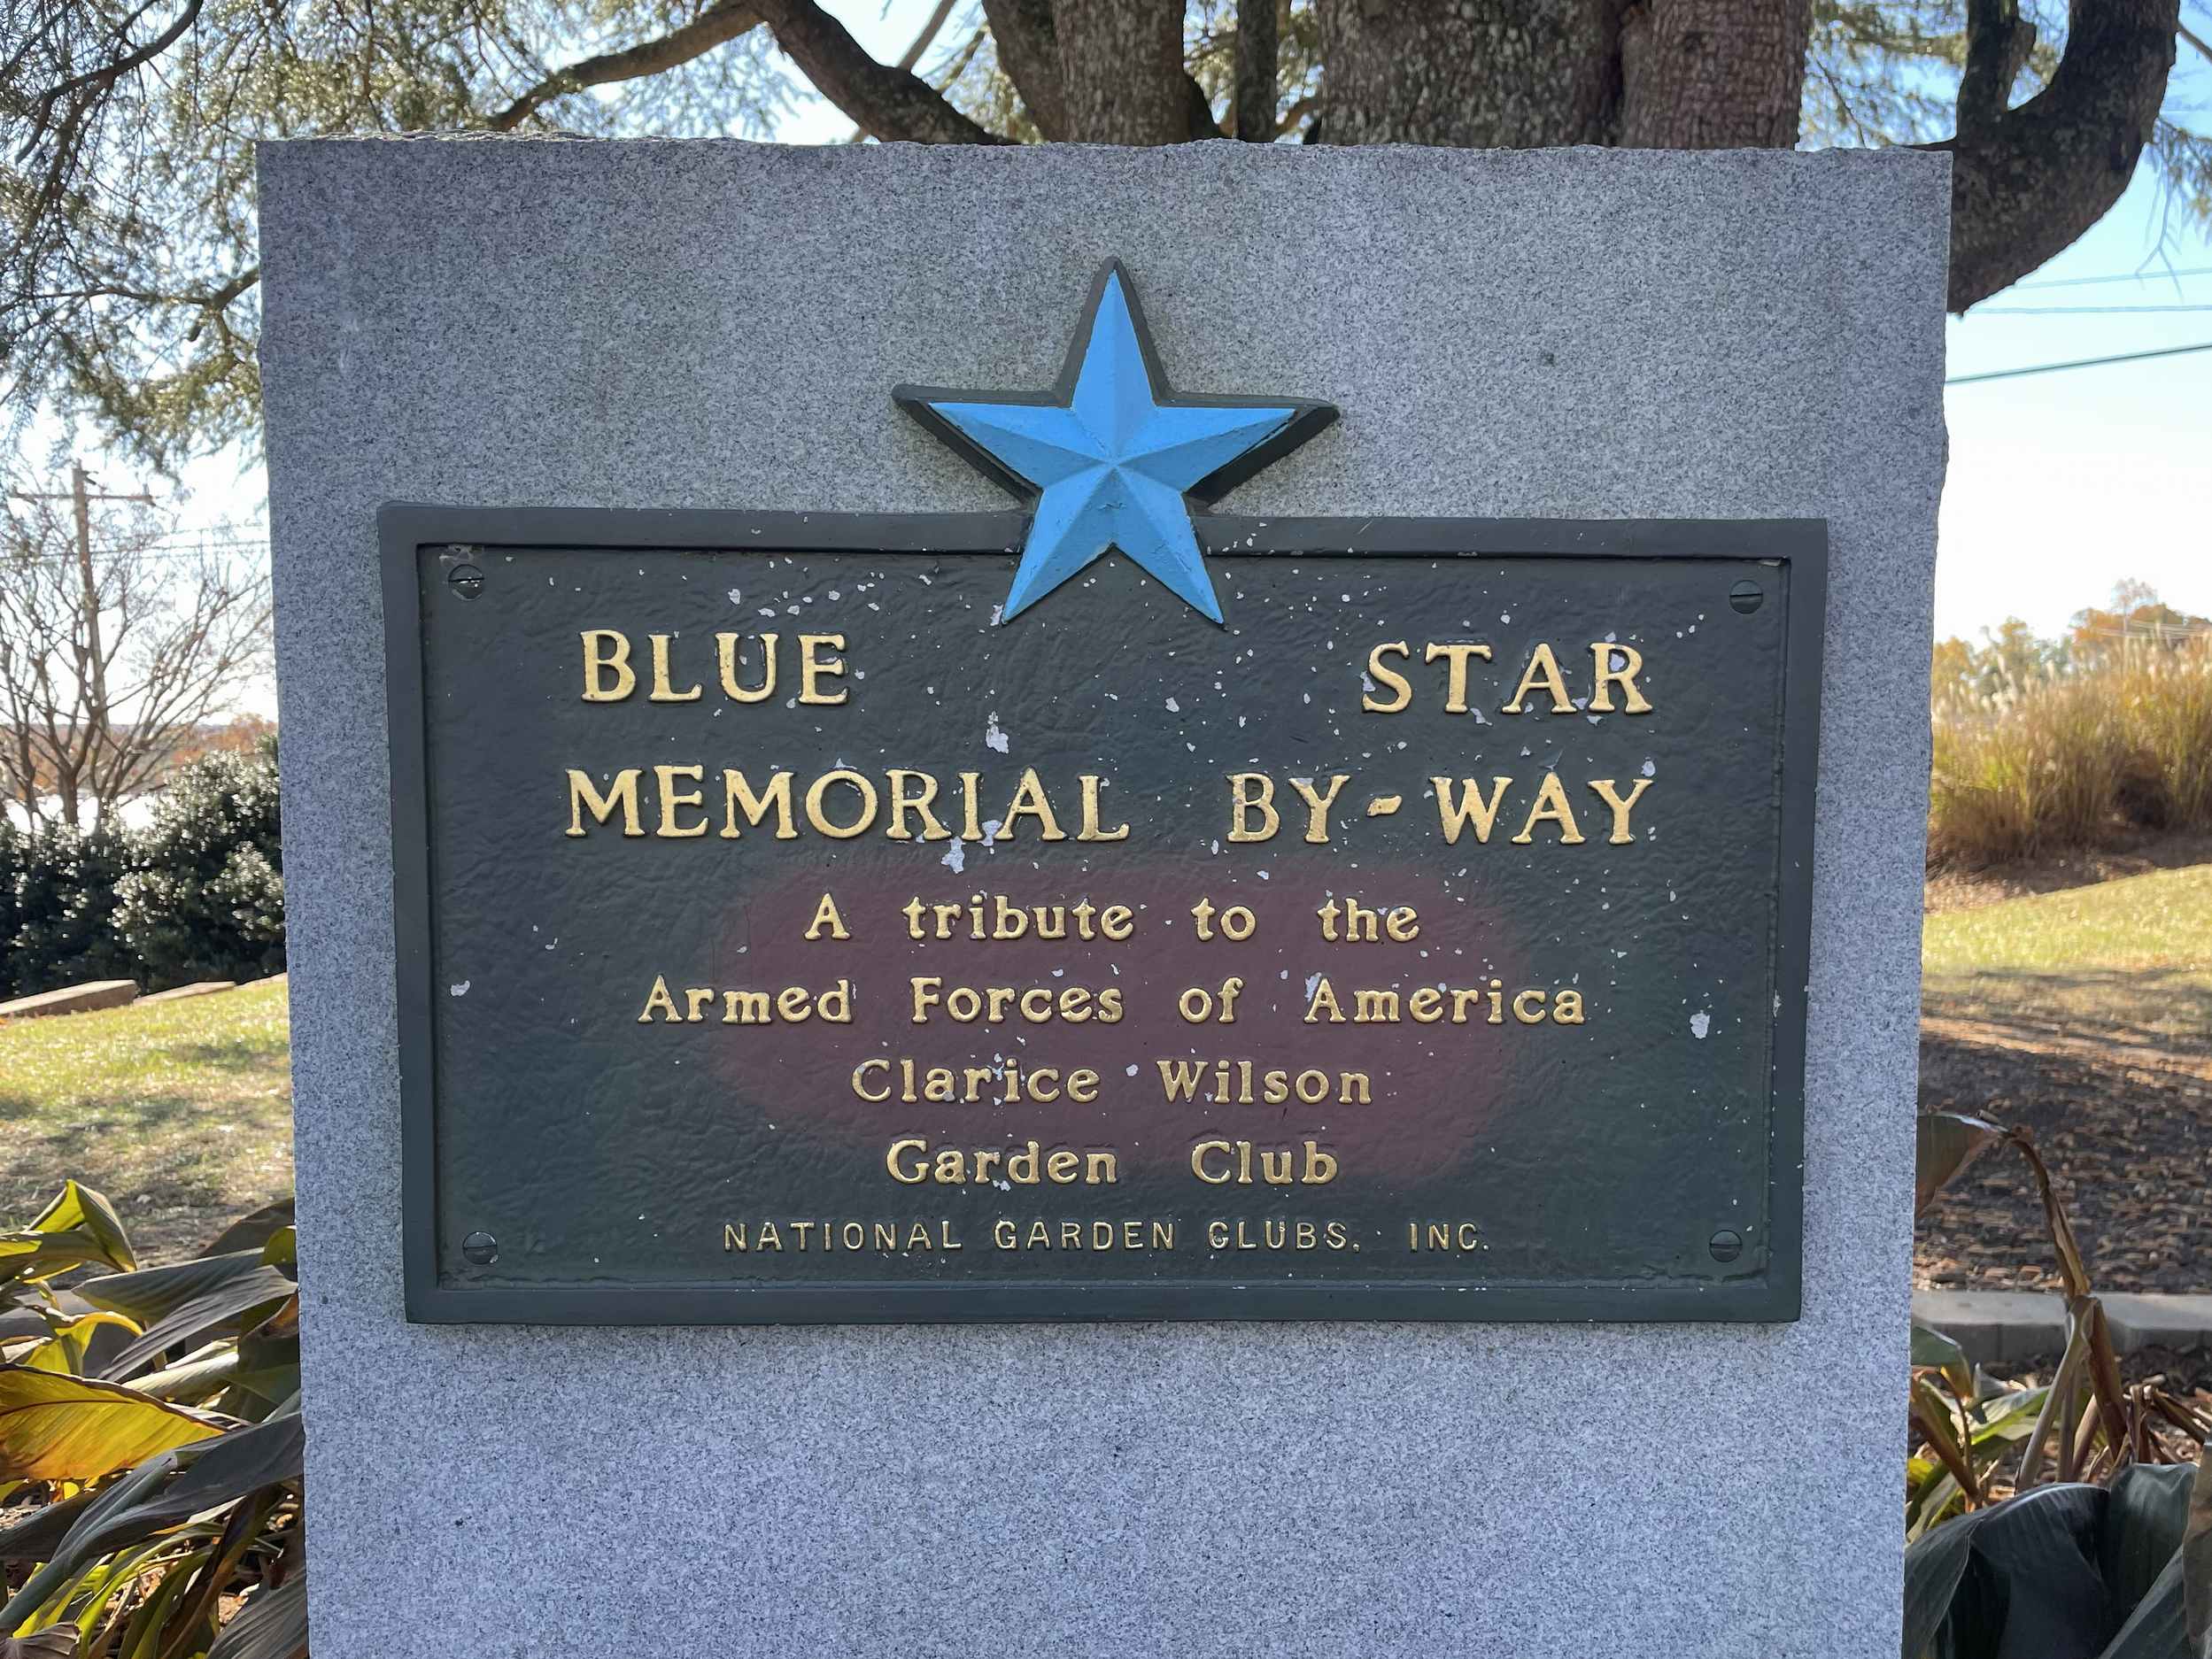 BLUE STAR
MEMORIAL BY-WAY
A tribute to the
Armed Forces of America
Clarice Wilson
Garden Club
NATIONAL GARDEN CLUBS, INC.